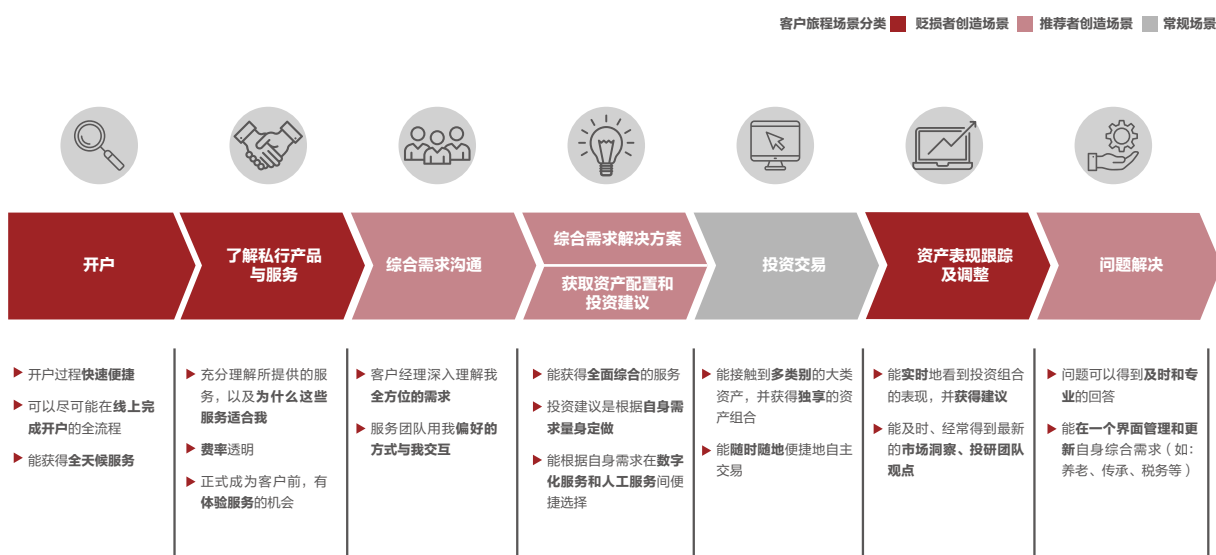 客户旅程场景分类 贬损者创造场景 推荐者创造场景 常规场景
开户
了解私行产品
与服务
综合需求沟通
综合需求解决方案
获取资产配置和
投资建议
投资交易
资产表现跟踪
及调整
问题解决
开户过程快速便捷
可以尽可能在线上完
成开户的全流程
能获得全天候服务
充分理解所提供的服
务，以及为什么这些
服务适合我
费率透明
正式成为客户前，有
体验服务的机会
客户经理深入理解我
全方位的需求
服务团队用我偏好的
方式与我交互
能获得全面综合的服务
投资建议是根据自身需
求量身定做
能根据自身需求在数字
化服务和人工服务间便
捷选择
能接触到多类别的大类
资产，并获得独享的资
产组合
能随时随地便捷地自主
交易
能实时地看到投资组合
的表现，并获得建议
能及时、经常得到最新
的市场洞察、投研团队
观点
问题可以得到及时和专
业的回答
能在一个界面管理和更
新自身综合需求（如：
养老、传承、税务等）